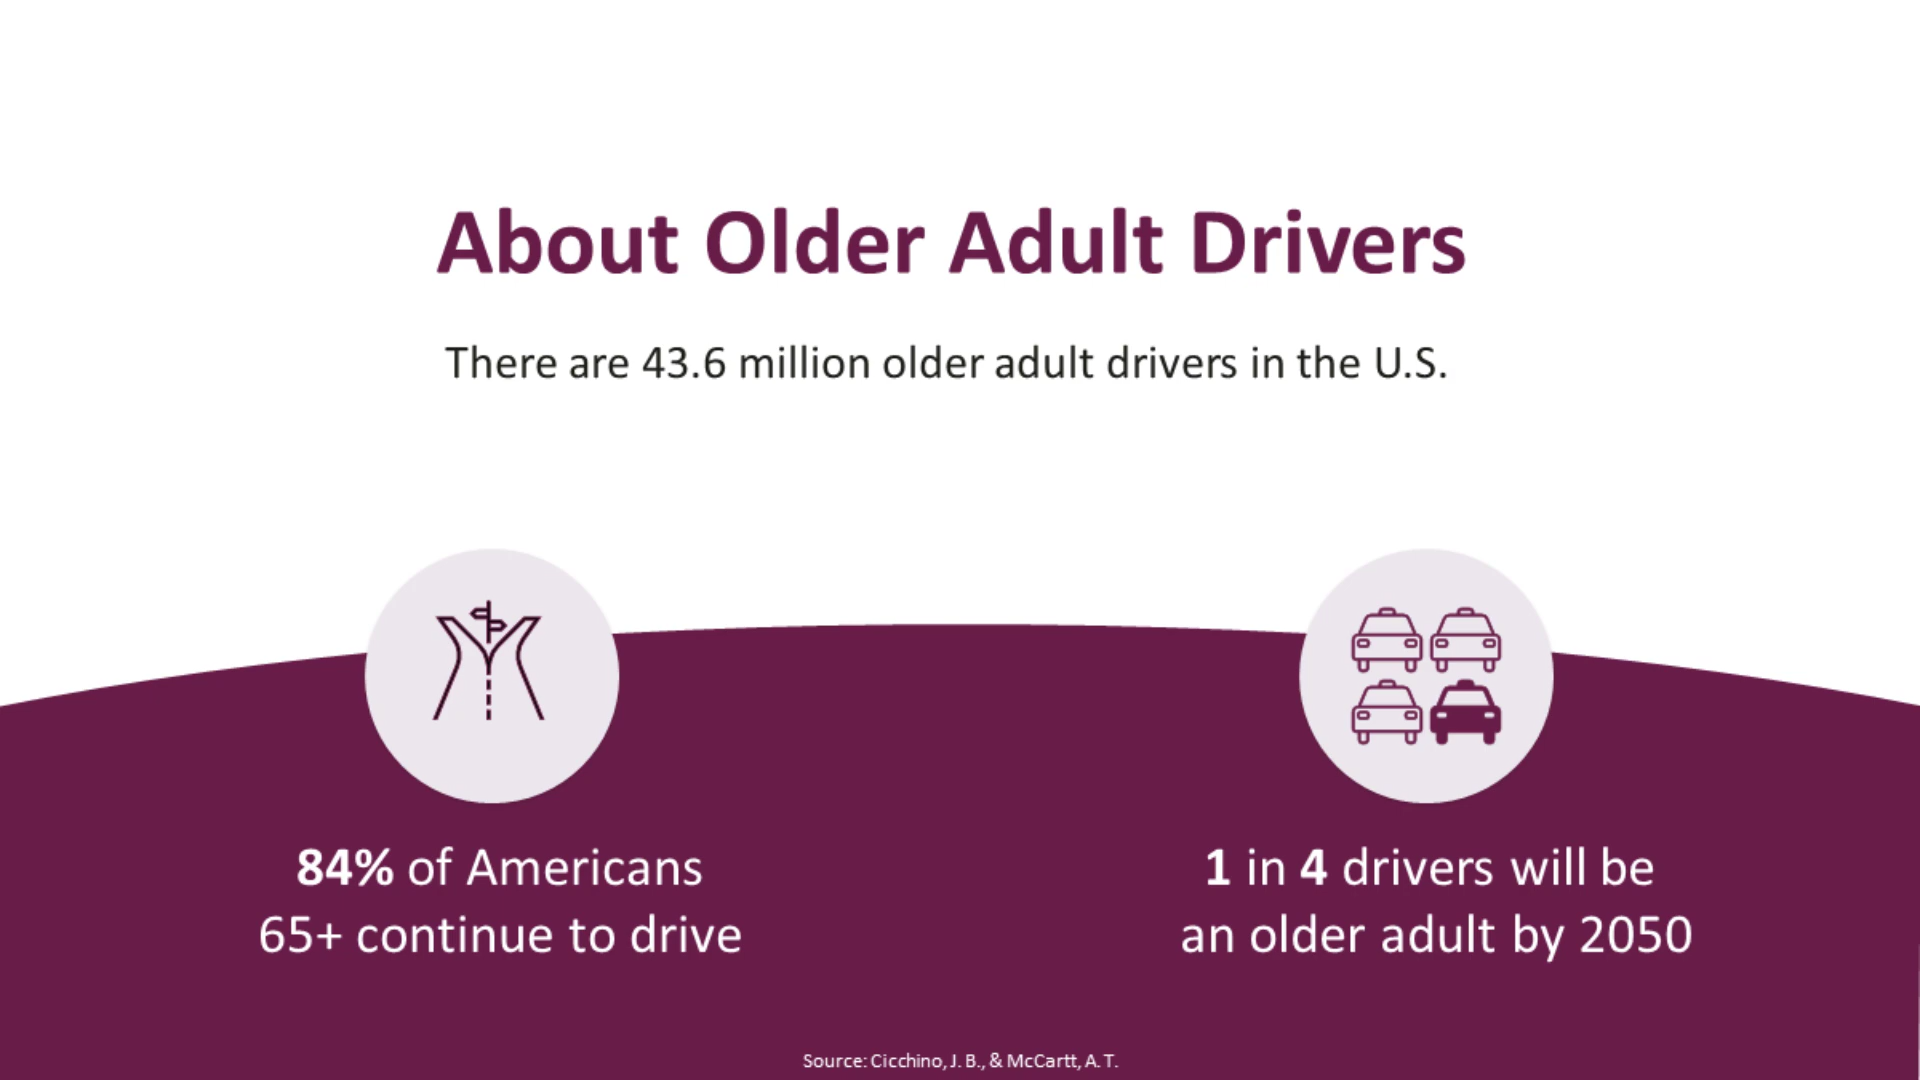 About Older Adult Drivers
There are 43.6 million older adult drivers in the U.S.
84% of Americans
65+ continue to drive
1 in 4 drivers will be
an older adult by 2050
Source: Cicchino, J. B., & McCartt, A. T.